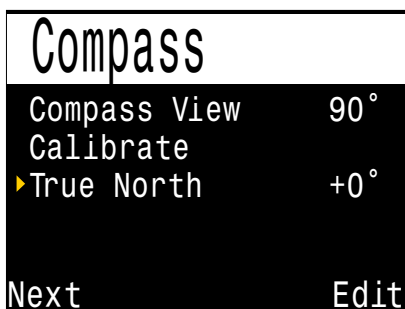 Compass
Compass View 90°
Calibrate
True North +0°
Next Edit